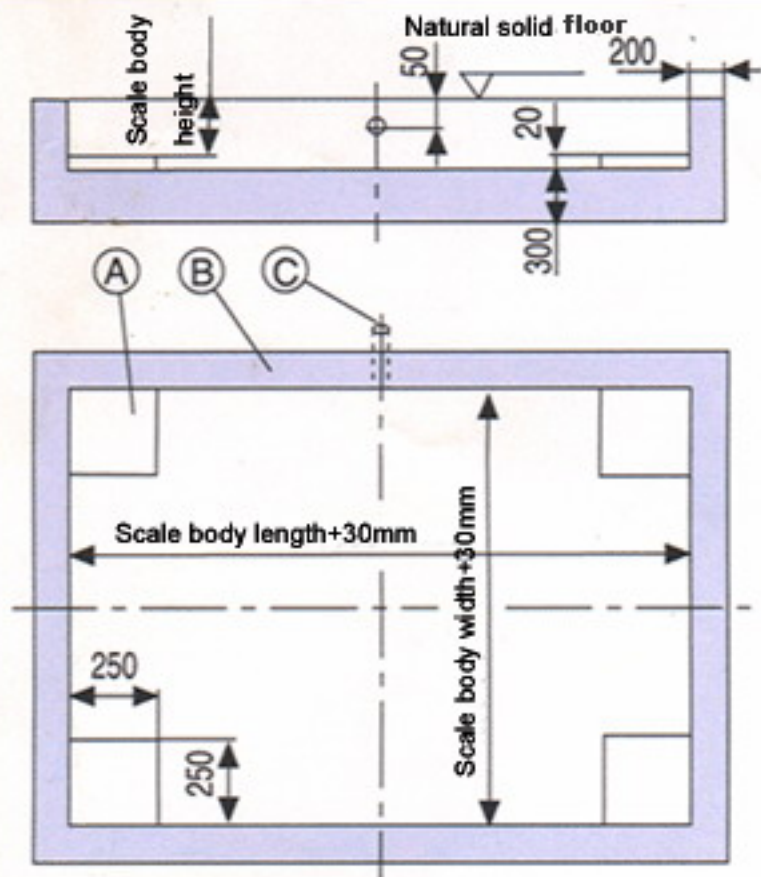 Natural solid floor
200
50
Scale body
height
20
300
A
B
C
Scale body length+30mm
Scale body width+30mm
250
250